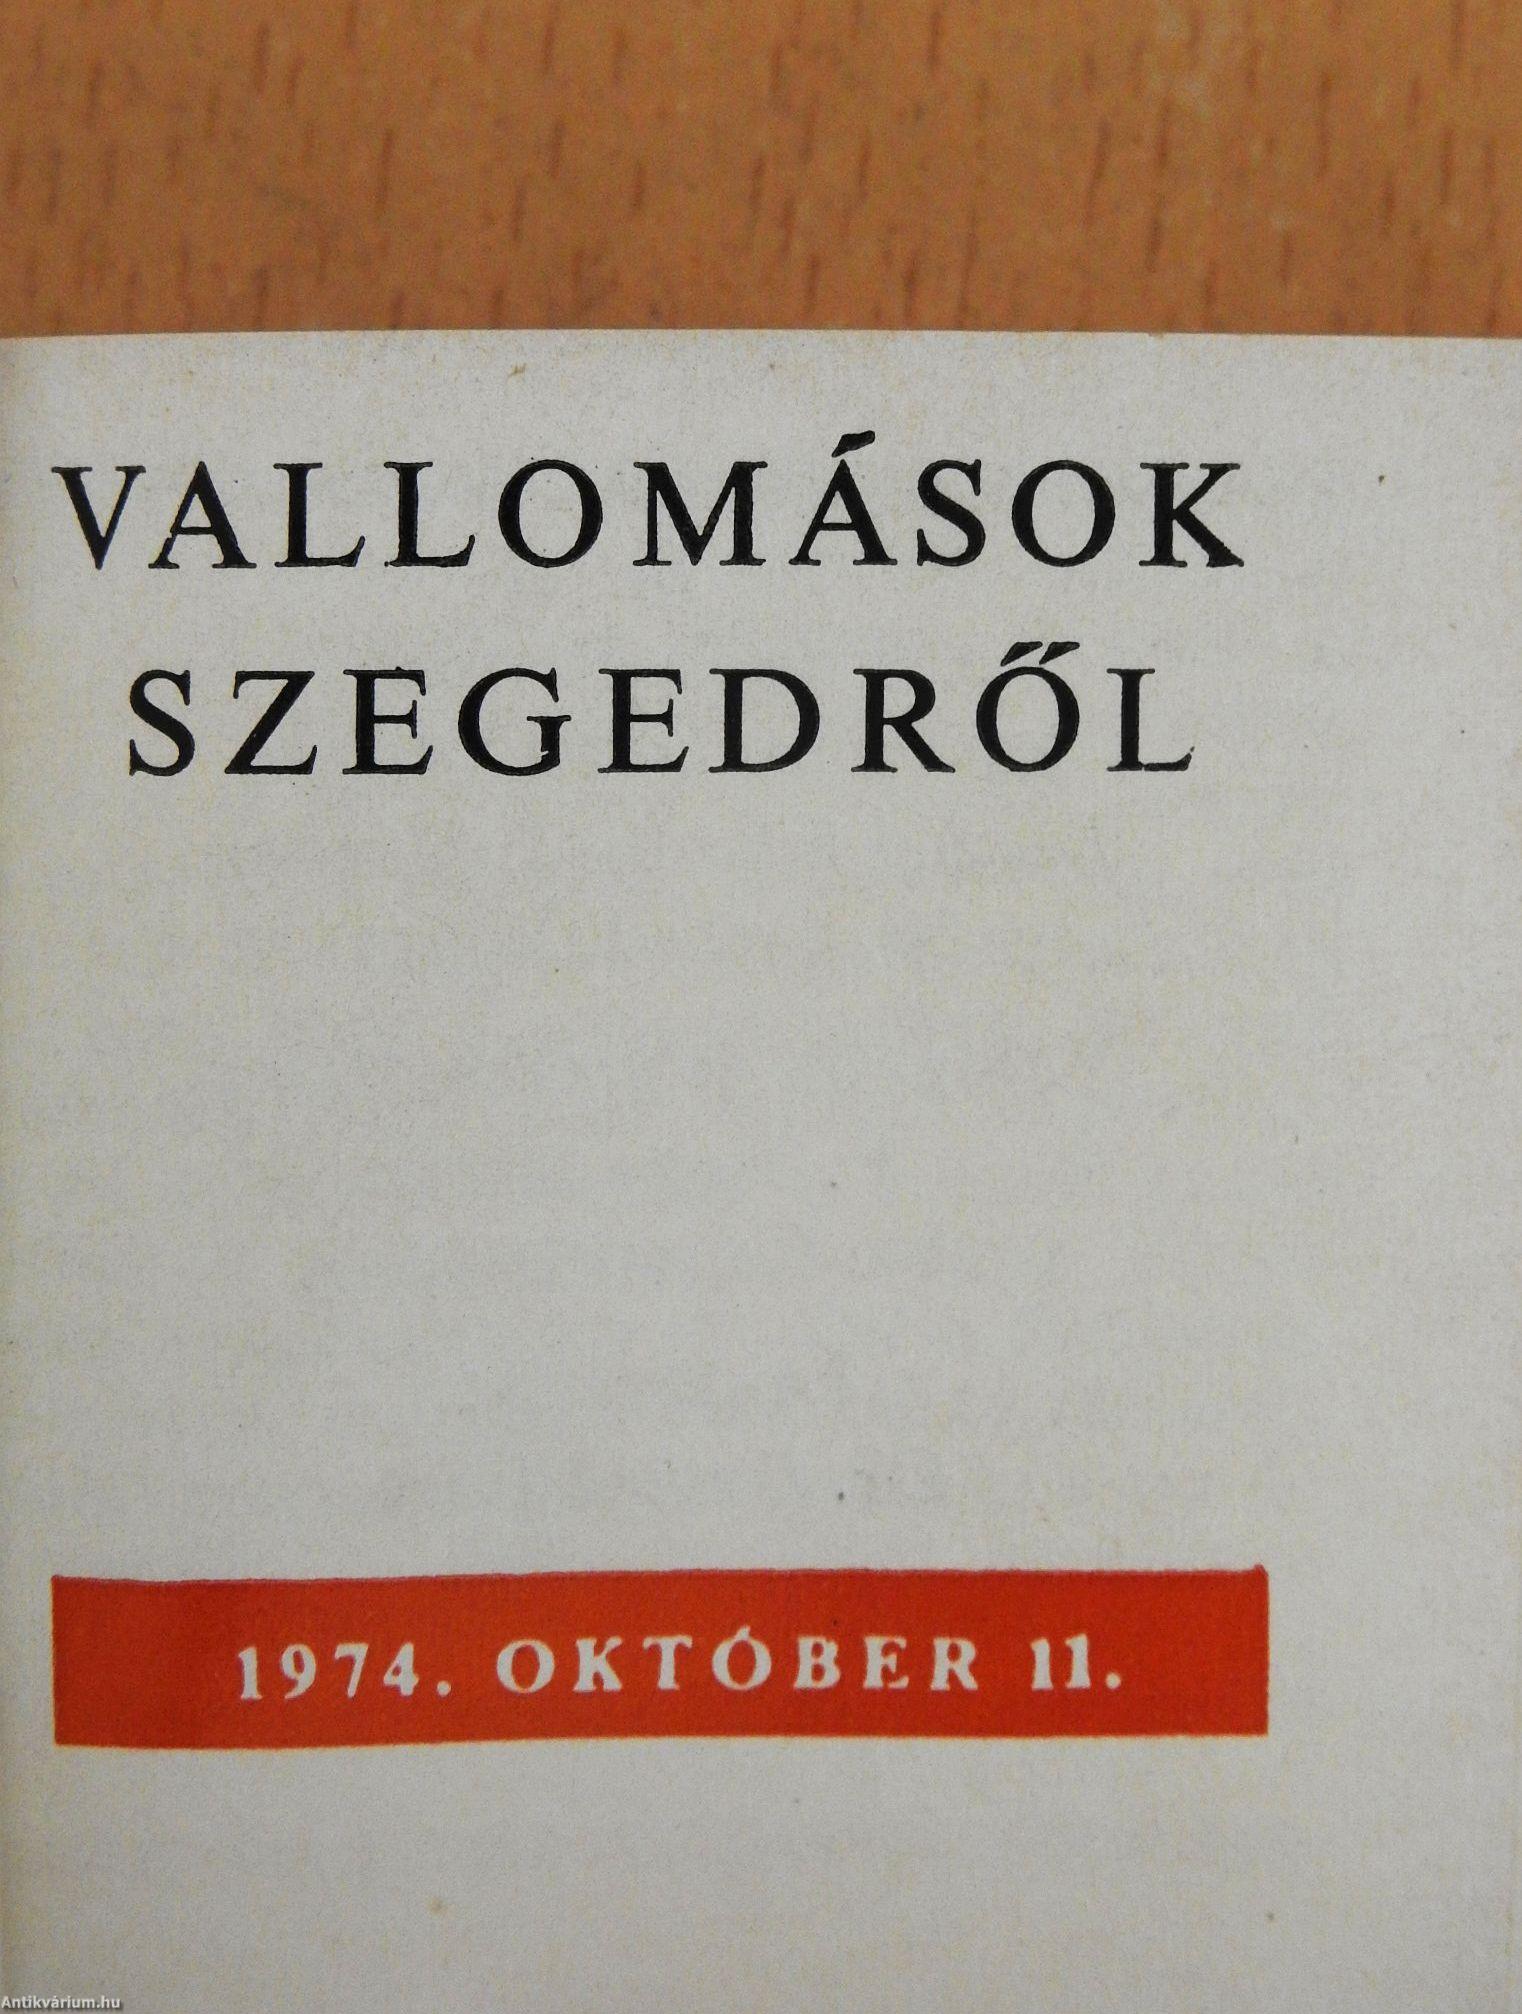 VALLOMÁSOK
SZEGEDRŐL
1974. OKTÓBER 11.
Antikvárium.hu